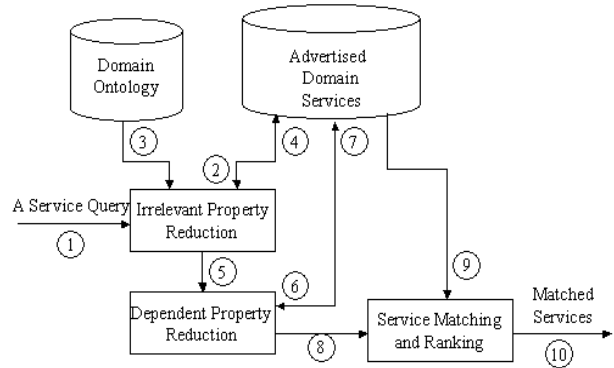 Domain
Ontology
Advertised
Domain
Services
3
4
7
2
A Service Query
1
Irrelevant Property
Reduction
5
6
9
Dependent Property
Reduction
8
Service Matching
and Ranking
Matched
Services
10